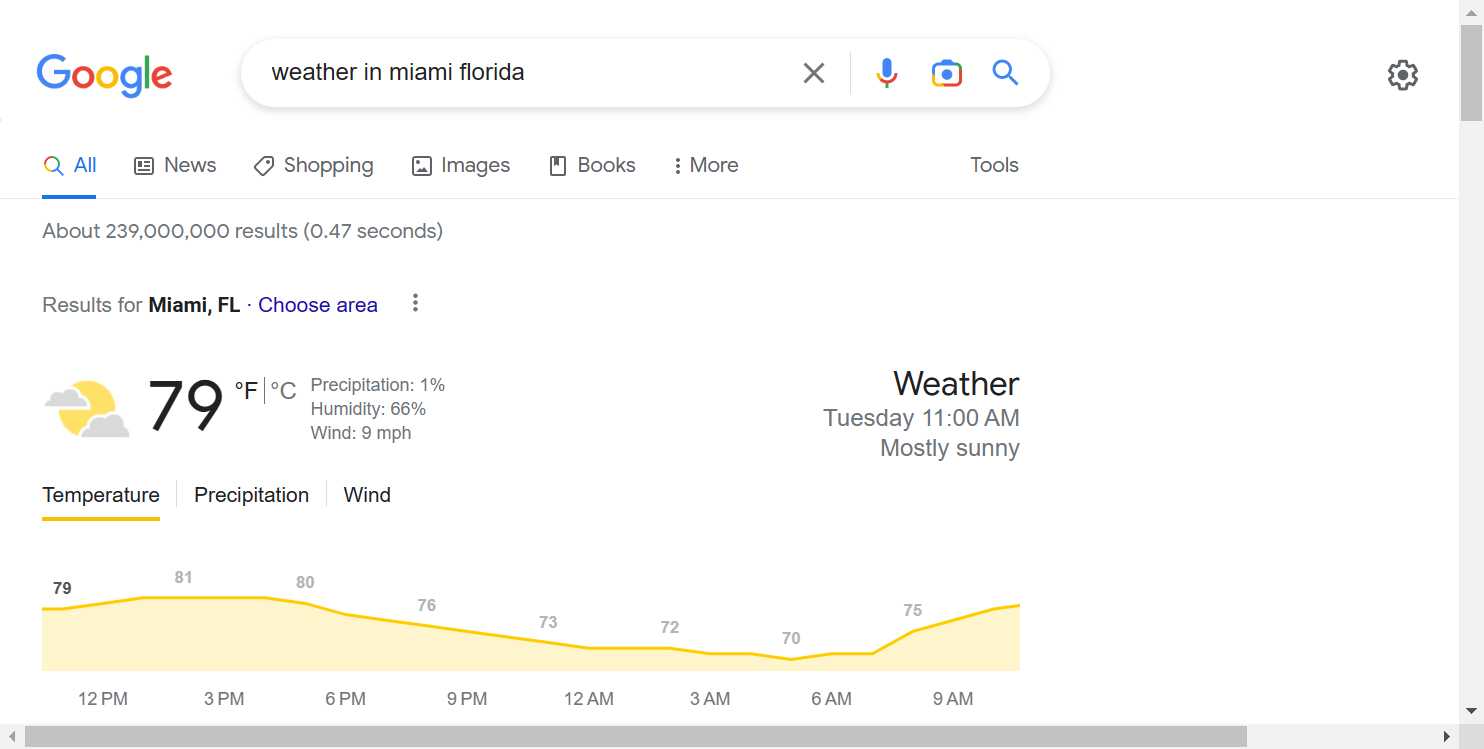 Google
weather in miami florida
All News Shopping Images Books More Tools
About 239,000,000 results (0.47 seconds)
Results for Miami, FL · Choose area
79 °F | °C
Precipitation: 1%
Humidity: 66%
Wind: 9 mph
Weather
Tuesday 11:00 AM
Mostly sunny
Temperature Precipitation Wind
79 81 80 76 73 72 70 75
12 PM 3 PM 6 PM 9 PM 12 AM 3 AM 6 AM 9 AM